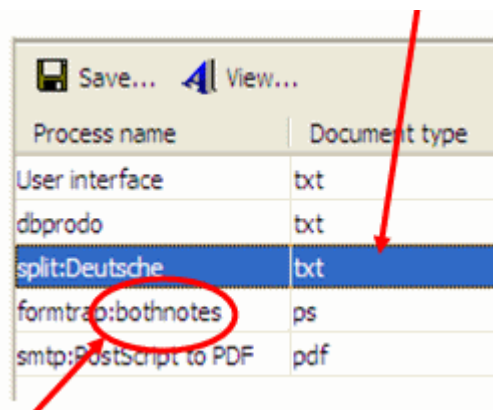 Save... View...
Process name Document type
User interface txt
dbprodo txt
split:Deutsche txt
formtrap:bothnotes ps
smtp:PostScript to PDF pdf